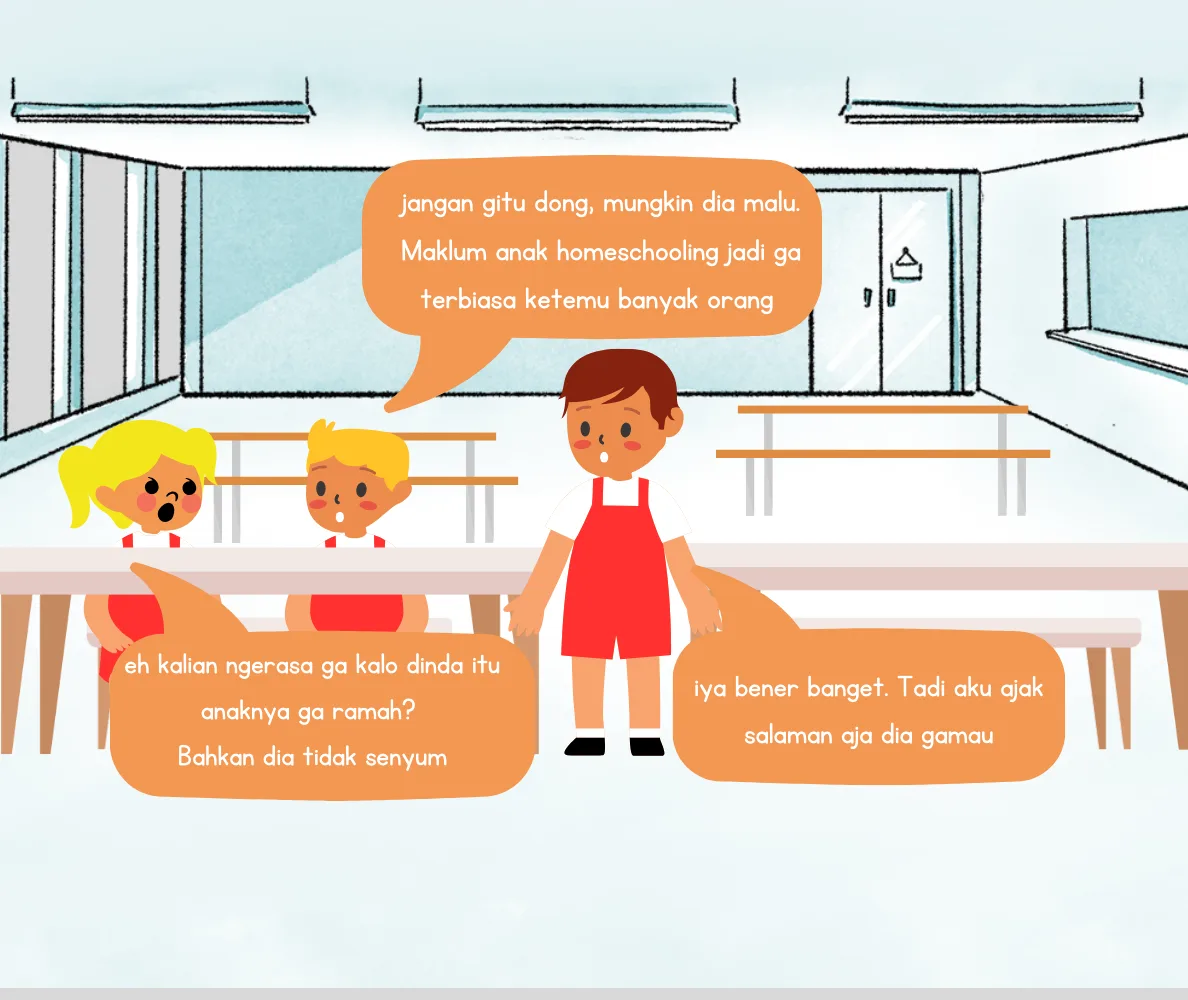 jangan gitu dong, mungkin dia malu.
Maklum anak homeschooling jadi ga
terbiasa ketemu banyak orang
eh kalian ngerasa ga kalo dinda itu
anaknya ga ramah?
Bahkan dia tidak senyum
iya bener banget. Tadi aku ajak
salaman aja dia gamau